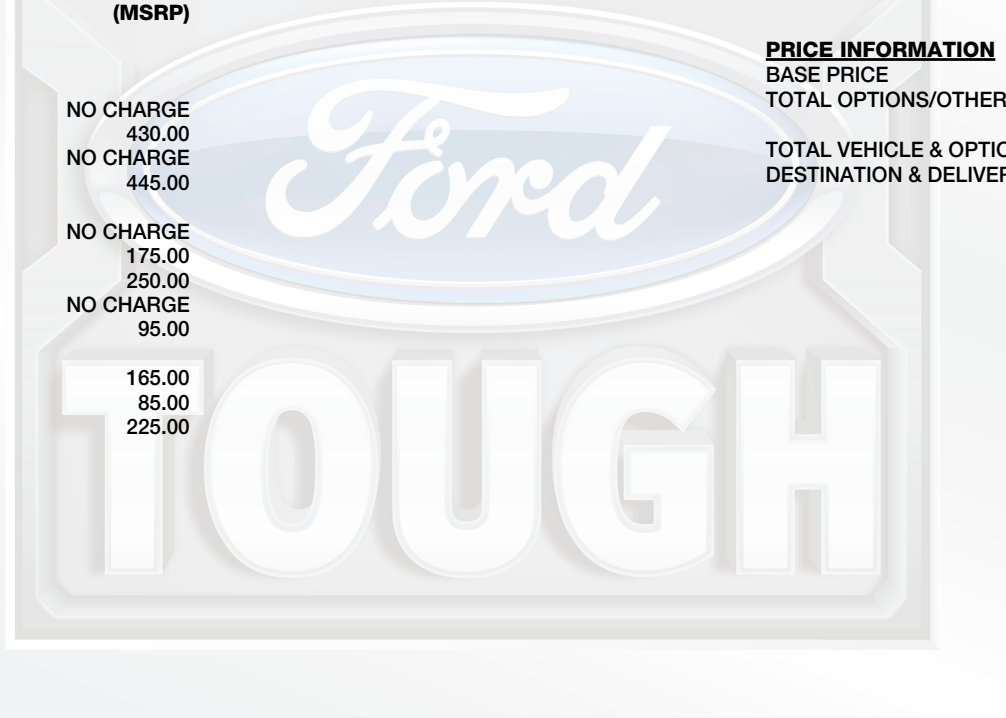 (MSRP)
NO CHARGE
430.00
NO CHARGE
445.00
NO CHARGE
175.00
250.00
NO CHARGE
95.00
165.00
85.00
225.00
PRICE INFORMATION
BASE PRICE
TOTAL OPTIONS/OTHER
TOTAL VEHICLE & OPTIO
DESTINATION & DELIVER
Ford
TOUGH